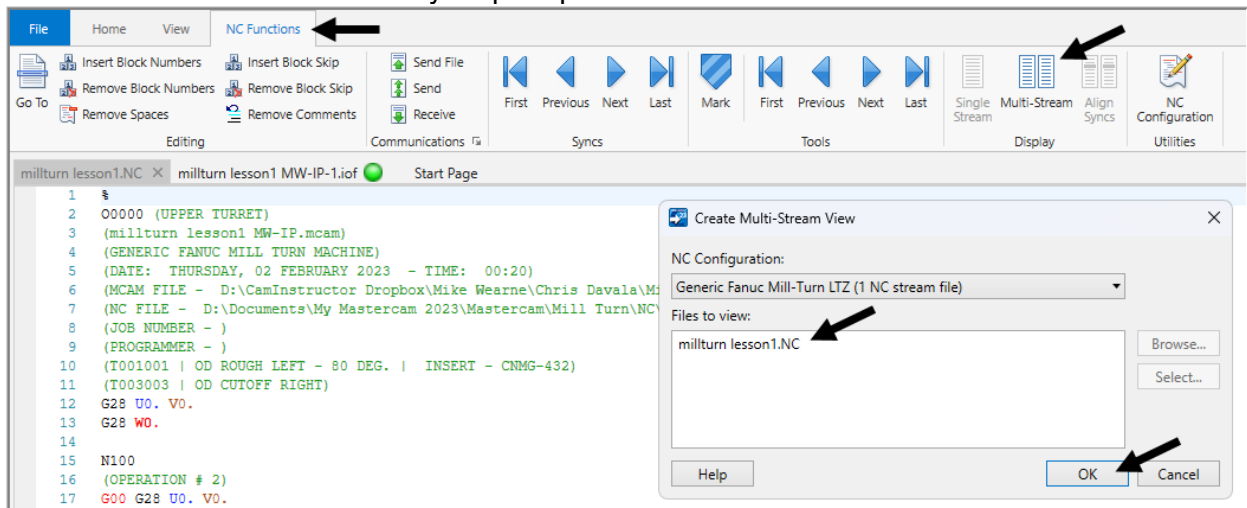 File Home View NC Functions
Go To
Insert Block Numbers
Remove Block Numbers
Remove Spaces
Insert Block Skip
Remove Block Skip
Remove Comments
Editing
Send File
Send
Receive
Communications
First Previous Next Last
Syncs
Mark First Previous Next Last
Tools
Single Stream
Multi-Stream
Align Syncs
Display
NC Configuration
Utilities
millturn lesson1.NC × millturn lesson1 MW-IP-1.iof Start Page
1 %
2 O0000 (UPPER TURRET)
3 (millturn lesson1 MW-IP.mcam)
4 (GENERIC FANUC MILL TURN MACHINE)
5 (DATE: THURSDAY, 02 FEBRUARY 2023 - TIME: 00:20)
6 (MCAM FILE - D:\CamInstructor Dropbox\Mike Wearne\Chris Davala\Mi
7 (NC FILE - D:\Documents\My Mastercam 2023\Mastercam\Mill Turn\NC\
8 (JOB NUMBER - )
9 (PROGRAMMER - )
10 (T001001 | OD ROUGH LEFT - 80 DEG. | INSERT - CNMG-432)
11 (T003003 | OD CUTOFF RIGHT)
12 G28 U0. V0.
13 G28 W0.
14
15 N100
16 (OPERATION # 2)
17 G00 G28 U0. V0.
Create Multi-Stream View
NC Configuration:
Generic Fanuc Mill-Turn LTZ (1 NC stream file)
Files to view:
millturn lesson1.NC
Browse...
Select...
Help OK Cancel